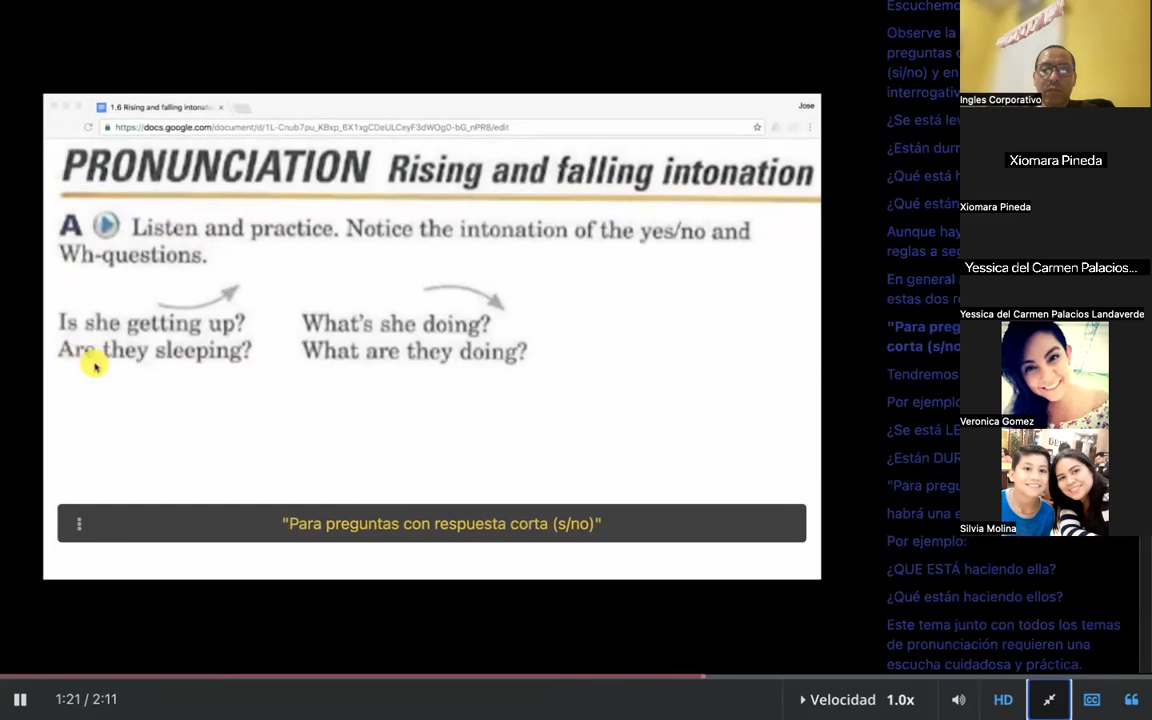 1.6 Rising and falling intonati
Jose
https://docs.google.com/document/d/1L-Cnub7pu_KBxp_6X1xgCDeULCeyF3dWOg0-bG_nPR8/edit
PRONUNCIATION Rising and falling intonation
A Listen and practice. Notice the intonation of the yes/no and
Wh-questions.
Is she getting up? What's she doing?
Are they sleeping? What are they doing?
"Para preguntas con respuesta corta (s/no)"
Escuchemo
Observe la
preguntas
(si/no) y en
interrogativ
¿Se está le
¿Están durr
¿Qué está
¿Qué están
Aunque hay
reglas a se
En general
estas dos r
"Para preg
corta (s/no
Tendremos
Por ejemplo
¿Se está LE
¿Están DUR
"Para pregu
habrá una e
Por ejemplo:
¿QUE ESTÁ haciendo ella?
¿Qué están haciendo ellos?
Este tema junto con todos los temas
de pronunciación requieren una
escucha cuidadosa y práctica.
Ingles Corporativo
Xiomara Pineda
Xiomara Pineda
Yessica del Carmen Palacios...
Yessica del Carmen Palacios Landaverde
Veronica Gomez
Silvia Molina
1:21 / 2:11
Velocidad 1.0x
HD
CC